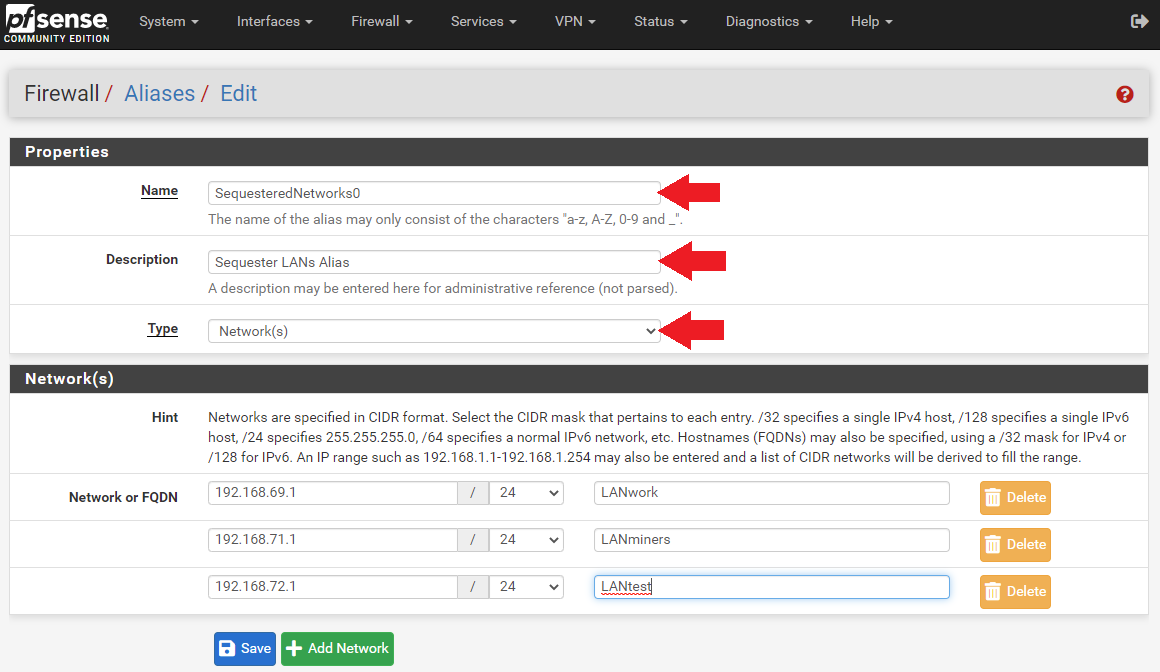 pfsense
COMMUNITY EDITION
System Interfaces Firewall Services VPN Status Diagnostics Help
Firewall / Aliases / Edit
?
Properties
Name
SequesteredNetworks0
The name of the alias may only consist of the characters "a-z, A-Z, 0-9 and _".
Description
Sequester LANs Alias
A description may be entered here for administrative reference (not parsed).
Type
Network(s)
Network(s)
Hint
Networks are specified in CIDR format. Select the CIDR mask that pertains to each entry. /32 specifies a single IPv4 host, /128 specifies a single IPv6
host, /24 specifies 255.255.255.0, /64 specifies a normal IPv6 network, etc. Hostnames (FQDNs) may also be specified, using a /32 mask for IPv4 or
/128 for IPv6. An IP range such as 192.168.1.1-192.168.1.254 may also be entered and a list of CIDR networks will be derived to fill the range.
Network or FQDN 192.168.69.1 / 24 LANwork Delete
192.168.71.1 / 24 LANminers Delete
192.168.72.1 / 24 LANtest Delete
Save Add Network